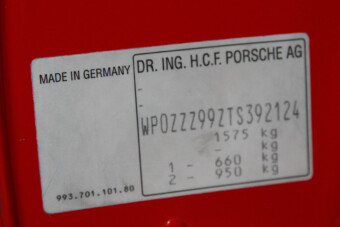 MADE IN GERMANY
DR. ING. H.C.F. PORSCHE AG
-
-
WP0ZZZ99ZTS392124
1575 kg
- kg
1 - 660 kg
2 - 950 kg
993.701.101.80